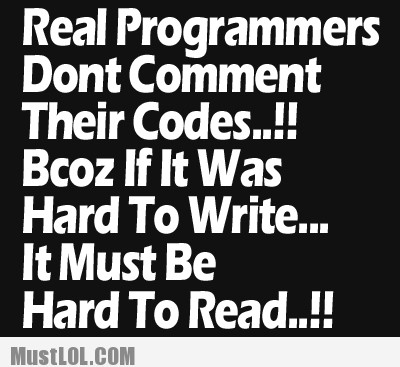 Real Programmers
Dont Comment
Their Codes..!!
Bcoz If It Was
Hard To Write...
It Must Be
Hard To Read..!!
MustLOL.COM